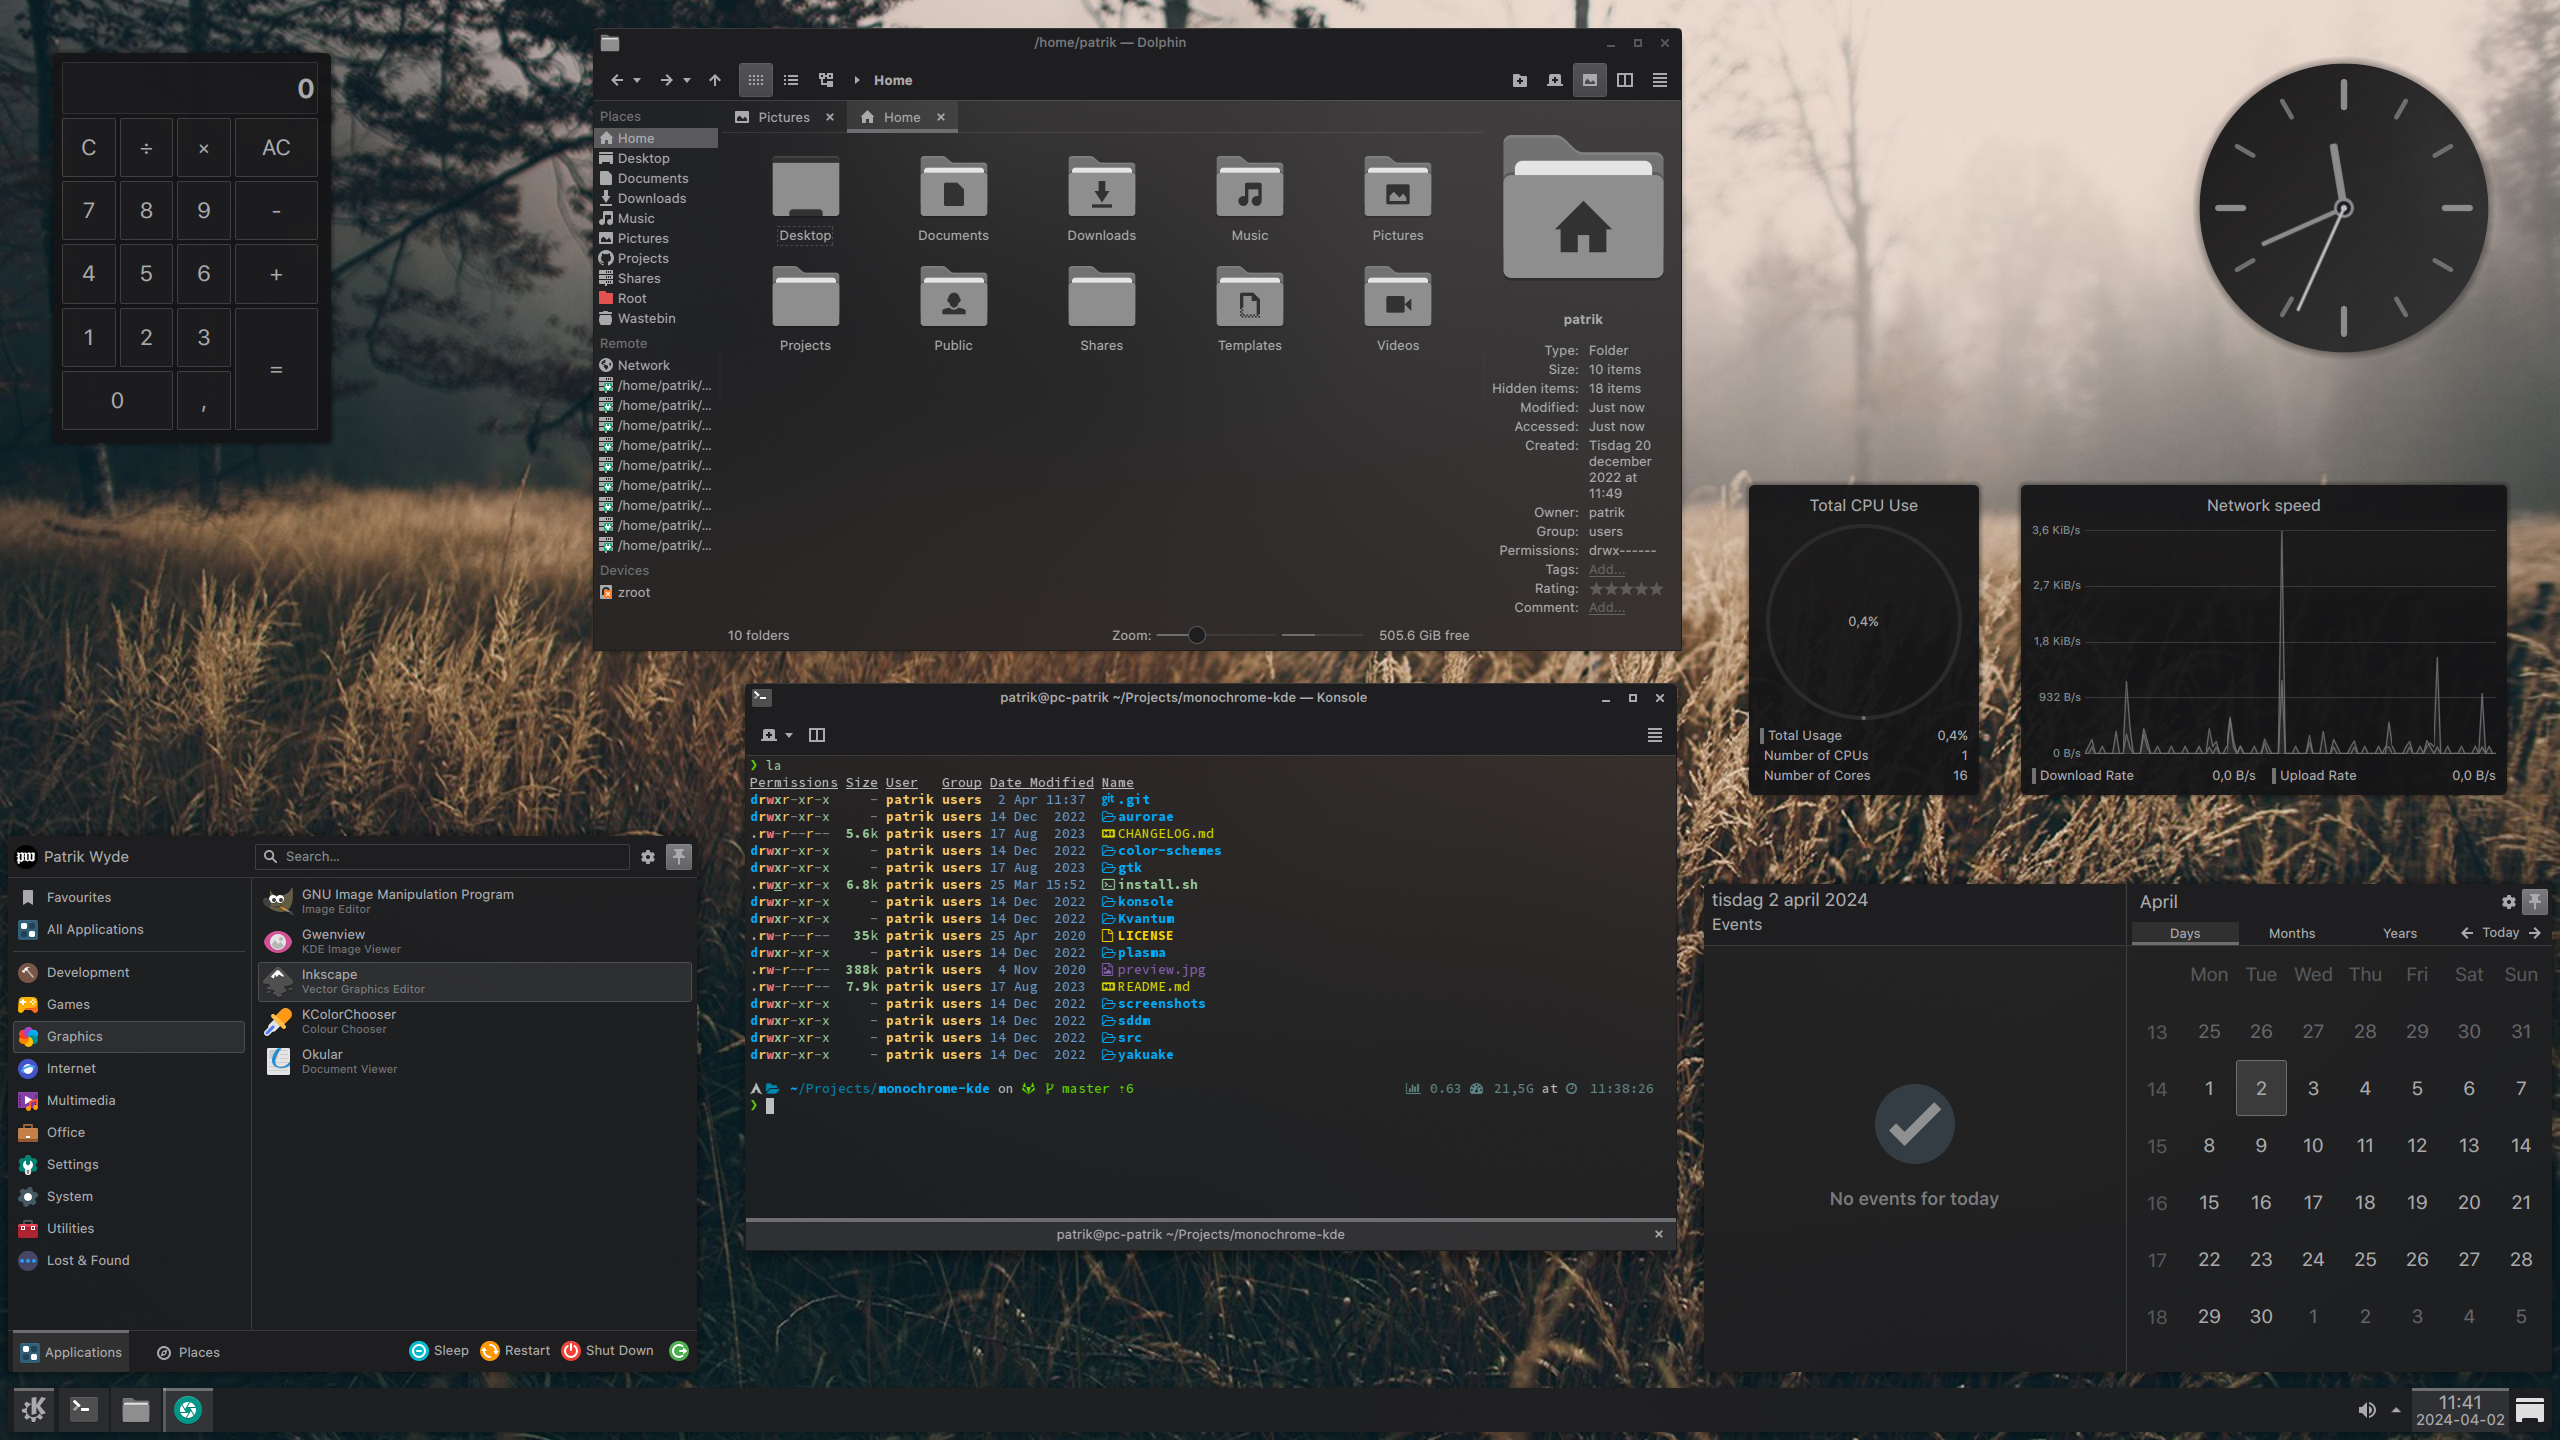 0
C ÷ × AC
7 8 9 -
4 5 6 +
1 2 3 =
0 ,
/home/patrik — Dolphin
Home
Pictures
Home
Places
Home
Desktop
Documents
Downloads
Music
Pictures
Projects
Shares
Root
Wastebin
Remote
Network
/home/patrik/...
/home/patrik/...
/home/patrik/...
/home/patrik/...
/home/patrik/...
/home/patrik/...
/home/patrik/...
/home/patrik/...
/home/patrik/...
Devices
zroot
Desktop Documents Downloads Music Pictures
Projects Public Shares Templates Videos
patrik
Type: Folder
Size: 10 items
Hidden items: 18 items
Modified: Just now
Accessed: Just now
Created: Tisdag 20
december
2022 at
11:49
Owner: patrik
Group: users
Permissions: drwx------
Tags: Add...
Rating:
Comment: Add...
10 folders
Zoom:
505.6 GiB free
Total CPU Use
0,4%
Total Usage 0,4%
Number of CPUs 1
Number of Cores 16
Network speed
3,6 KiB/s
2,7 KiB/s
1,8 KiB/s
932 B/s
0 B/s
Download Rate 0,0 B/s Upload Rate 0,0 B/s
patrik@pc-patrik ~/Projects/monochrome-kde — Konsole
❯ la
Permissions Size User Group Date Modified Name
drwxr-xr-x - patrik users 2 Apr 11:37 git .git
drwxr-xr-x - patrik users 14 Dec 2022 aurorae
.rw-r--r-- 5.6k patrik users 17 Aug 2023 CHANGELOG.md
drwxr-xr-x - patrik users 14 Dec 2022 color-schemes
drwxr-xr-x - patrik users 17 Aug 2023 gtk
.rwxr-xr-x 6.8k patrik users 25 Mar 15:52 install.sh
drwxr-xr-x - patrik users 14 Dec 2022 konsole
drwxr-xr-x - patrik users 14 Dec 2022 Kvantum
.rw-r--r-- 35k patrik users 25 Apr 2020 LICENSE
drwxr-xr-x - patrik users 14 Dec 2022 plasma
.rw-r--r-- 388k patrik users 4 Nov 2020 preview.jpg
.rw-r--r-- 7.9k patrik users 17 Aug 2023 README.md
drwxr-xr-x - patrik users 14 Dec 2022 screenshots
drwxr-xr-x - patrik users 14 Dec 2022 sddm
drwxr-xr-x - patrik users 14 Dec 2022 src
drwxr-xr-x - patrik users 14 Dec 2022 yakuake
~/Projects/monochrome-kde on master ⇡6 0.63 21,5G at 11:38:26
❯
patrik@pc-patrik ~/Projects/monochrome-kde
pw Patrik Wyde
Search...
Favourites
All Applications
Development
Games
Graphics
Internet
Multimedia
Office
Settings
System
Utilities
Lost & Found
GNU Image Manipulation Program
Image Editor
Gwenview
KDE Image Viewer
Inkscape
Vector Graphics Editor
KColorChooser
Colour Chooser
Okular
Document Viewer
Applications Places Sleep Restart Shut Down
tisdag 2 april 2024
Events
No events for today
April
Days Months Years Today
Mon Tue Wed Thu Fri Sat Sun
13 25 26 27 28 29 30 31
14 1 2 3 4 5 6 7
15 8 9 10 11 12 13 14
16 15 16 17 18 19 20 21
17 22 23 24 25 26 27 28
18 29 30 1 2 3 4 5
11:41
2024-04-02